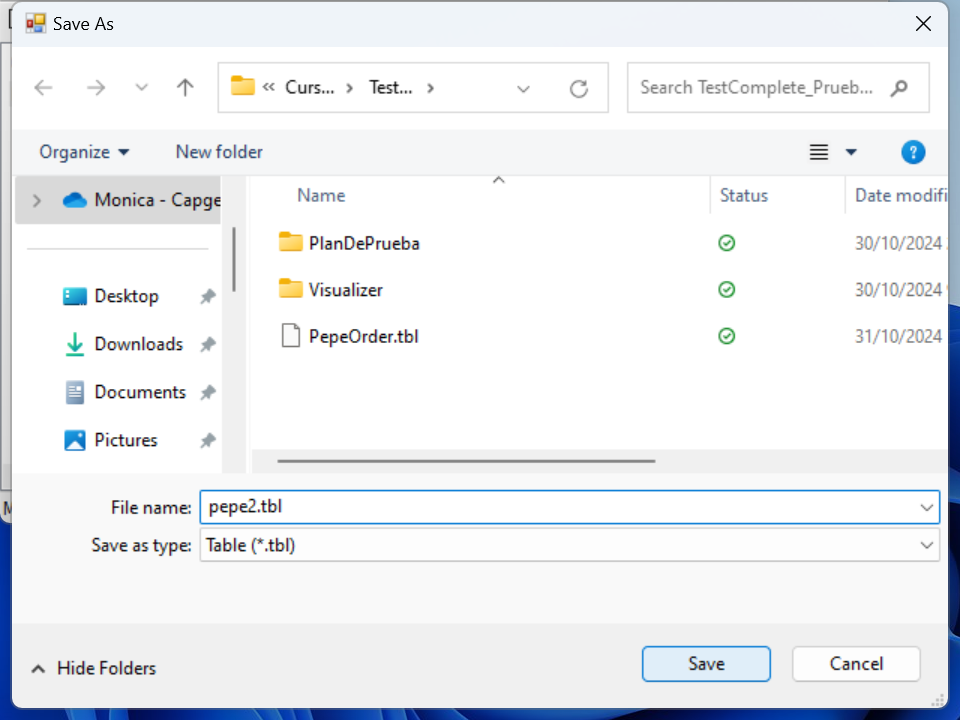 Save As
« Curs... > Test... >
Search TestComplete_Prueb...
Organize
New folder
?
Monica - Capge
Name
Status
Date modifi
PlanDePrueba
30/10/2024
Visualizer
30/10/2024
Desktop
PepeOrder.tbl
31/10/2024
Downloads
Documents
Pictures
File name:
pepe2.tbl
Save as type:
Table (*.tbl)
Hide Folders
Save
Cancel